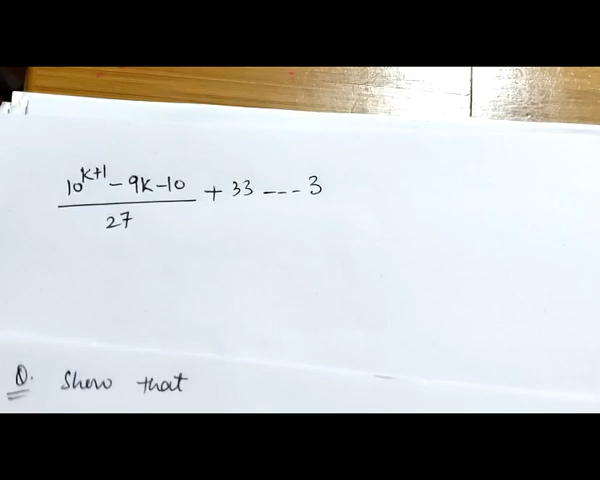 10^{k+1} - 9k - 10
27
+ 33 --- 3
Q. Show that